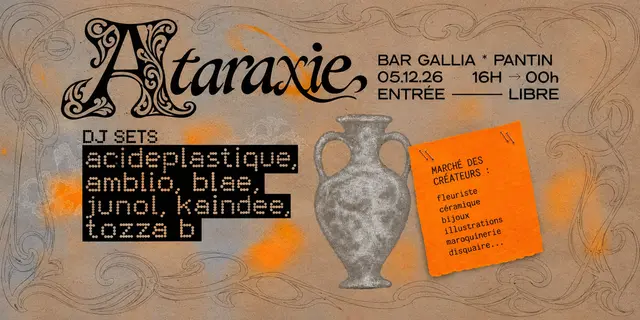 Ataraxie
BAR GALLIA * PANTIN
05.12.26 16H → 00h
ENTRÉE LIBRE
DJ SETS
acideplastique,
amblio, blae,
junol, kaindee,
tozza b
MARCHÉ DES
CRÉATEURS :
fleuriste
céramique
bijoux
illustrations
maroquinerie
disquaire...